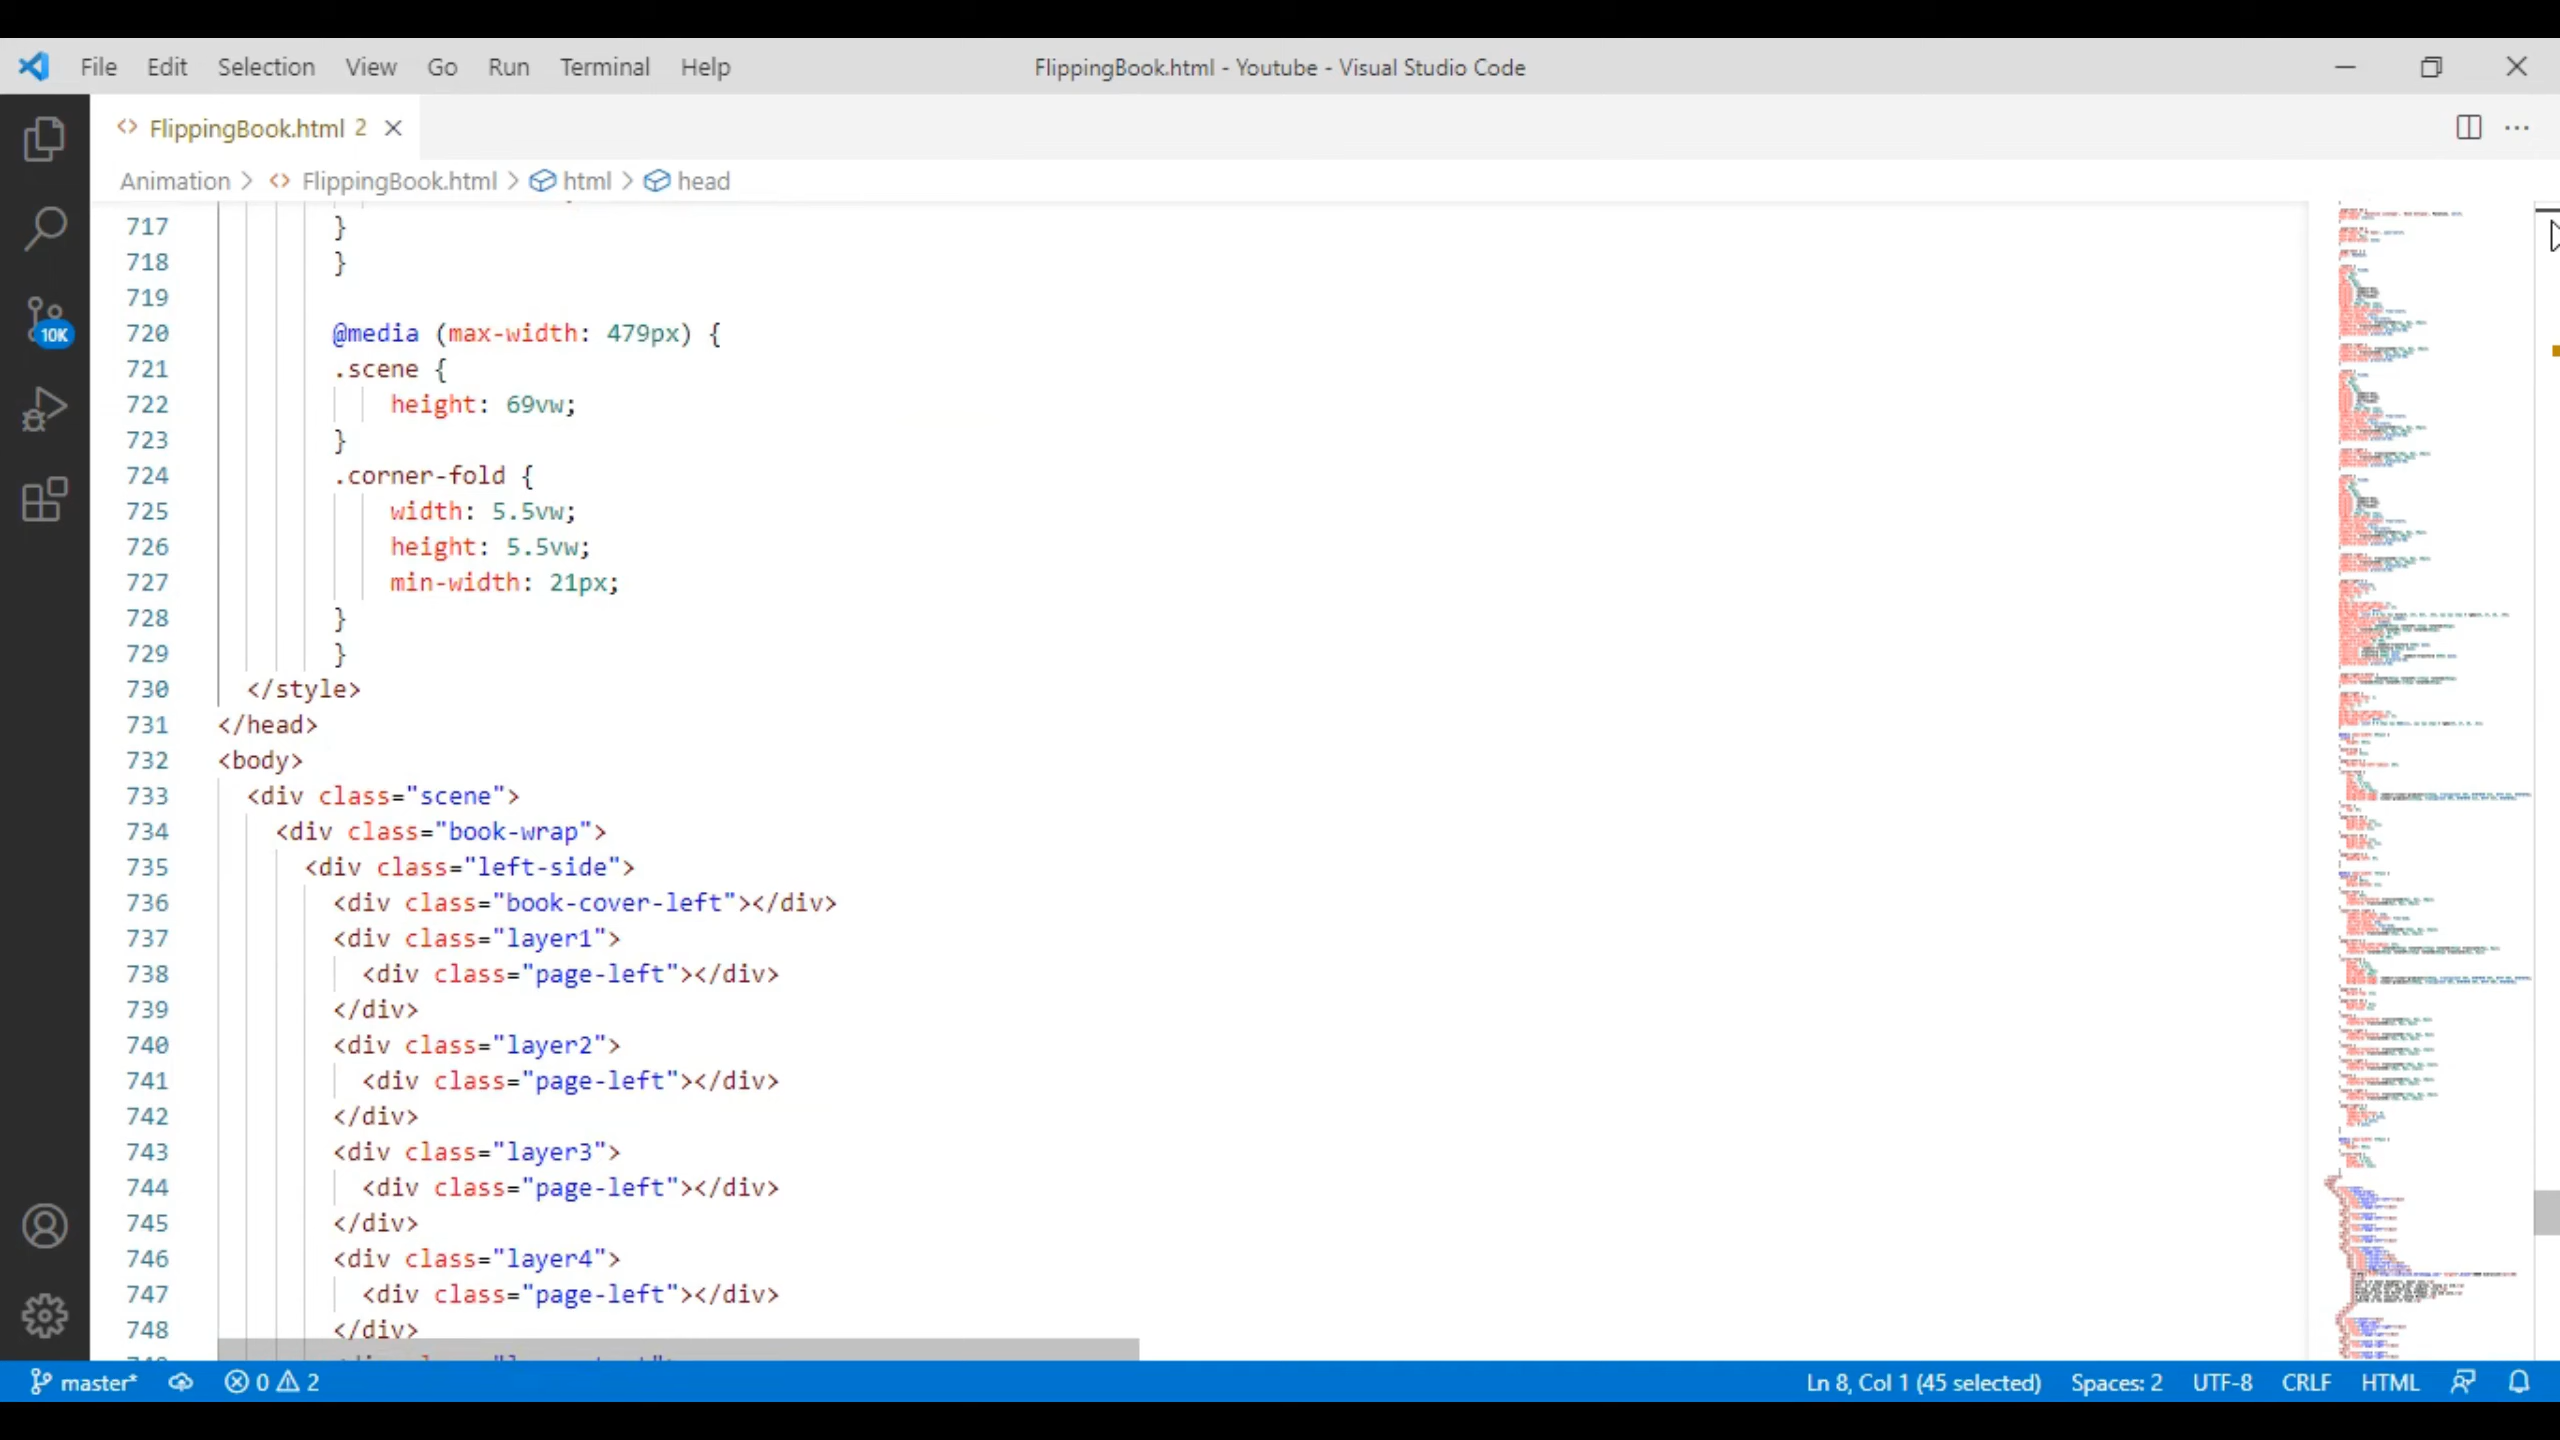 File Edit Selection View Go Run Terminal Help FlippingBook.html - Youtube - Visual Studio Code
FlippingBook.html 2
Animation > FlippingBook.html > html > head
717 }
718 }
719
720 @media (max-width: 479px) {
721 .scene {
722 height: 69vw;
723 }
724 .corner-fold {
725 width: 5.5vw;
726 height: 5.5vw;
727 min-width: 21px;
728 }
729 }
730 </style>
731 </head>
732 <body>
733 <div class="scene">
734 <div class="book-wrap">
735 <div class="left-side">
736 <div class="book-cover-left"></div>
737 <div class="layer1">
738 <div class="page-left"></div>
739 </div>
740 <div class="layer2">
741 <div class="page-left"></div>
742 </div>
743 <div class="layer3">
744 <div class="page-left"></div>
745 </div>
746 <div class="layer4">
747 <div class="page-left"></div>
748 </div>
10K
master* 0 2 Ln 8, Col 1 (45 selected) Spaces: 2 UTF-8 CRLF HTML